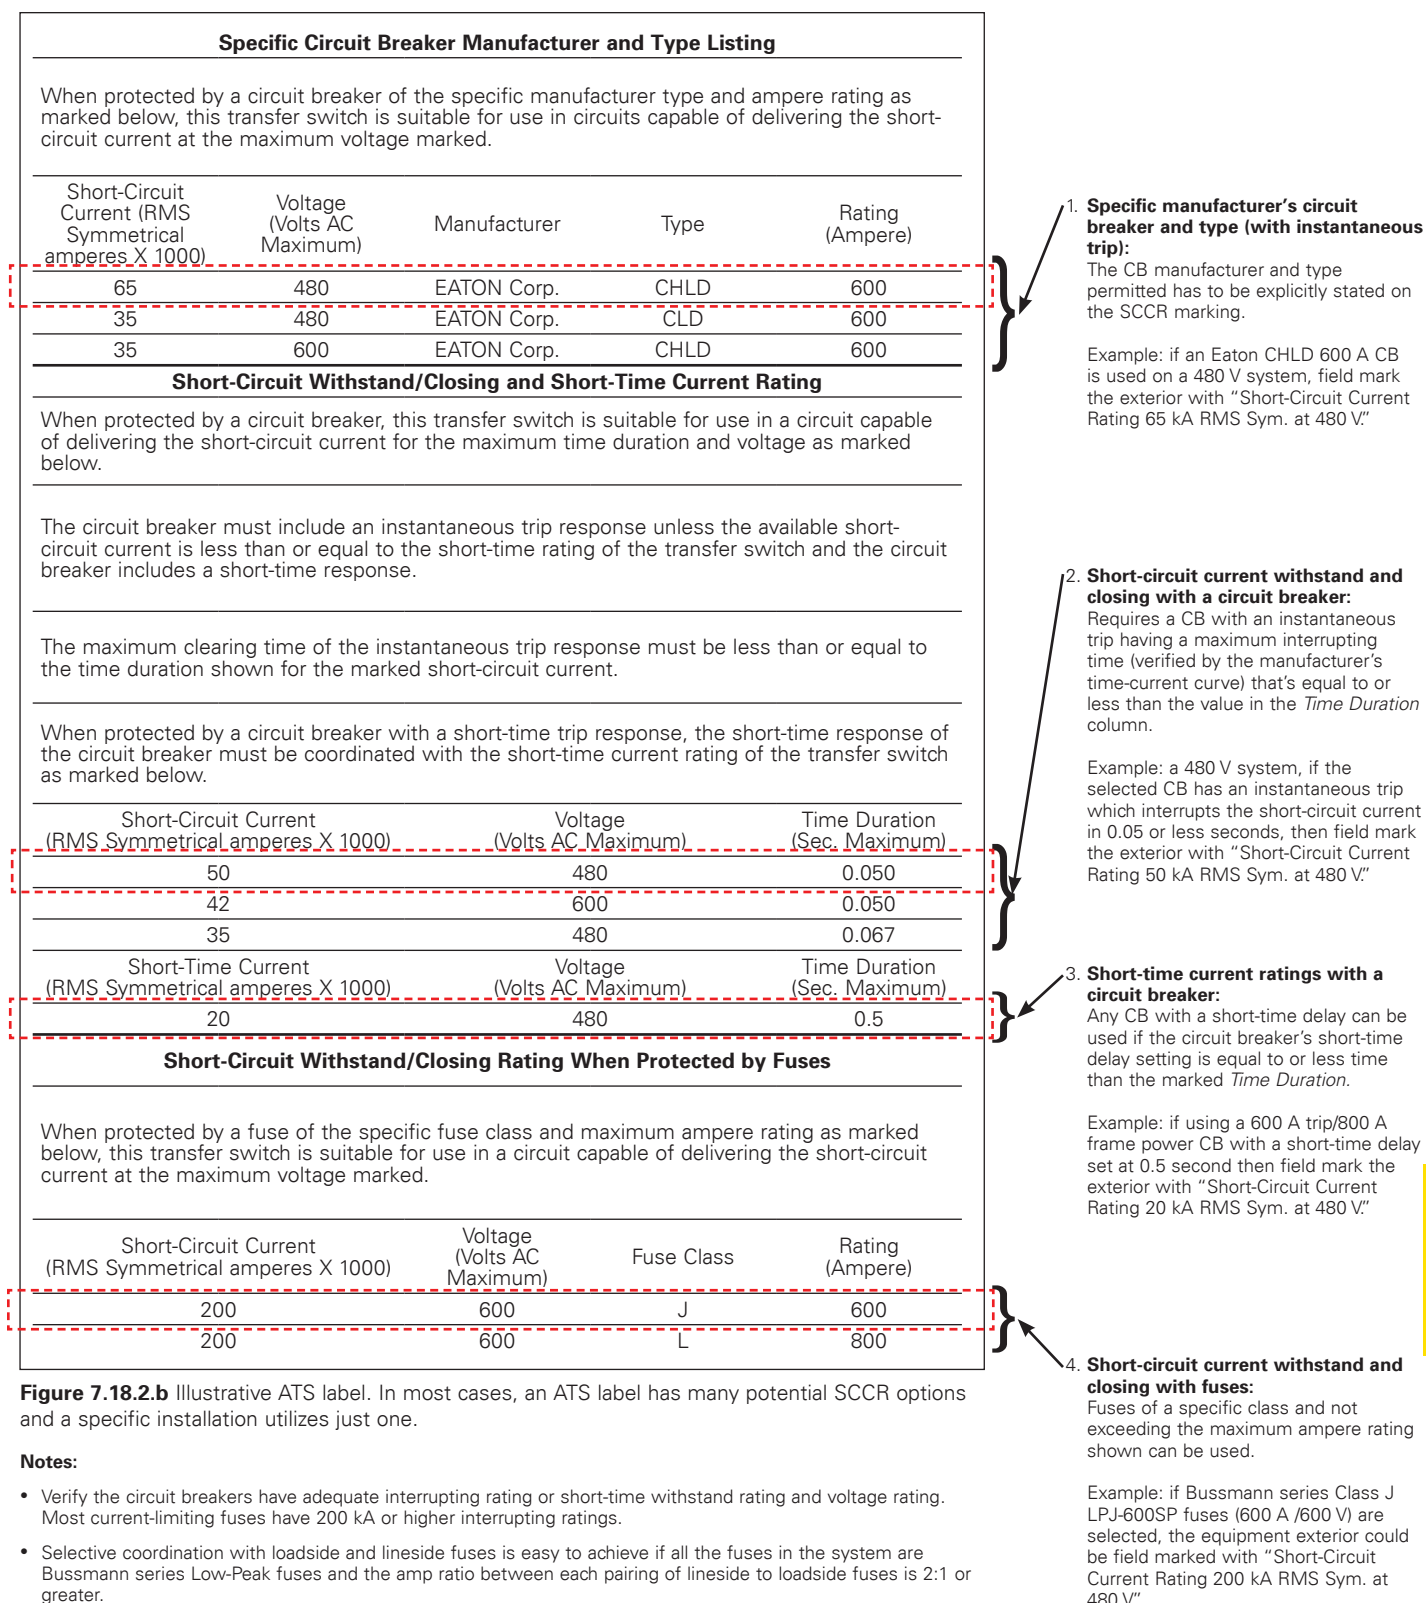 Specific Circuit Breaker Manufacturer and Type Listing
When protected by a circuit breaker of the specific manufacturer type and ampere rating as
marked below, this transfer switch is suitable for use in circuits capable of delivering the short-
circuit current at the maximum voltage marked.
Short-Circuit
Current (RMS
Symmetrical
amperes X 1000)
Voltage
(Volts AC
Maximum)
Manufacturer
Type
Rating
(Ampere)
65 480 EATON Corp. CHLD 600
35 480 EATON Corp. CLD 600
35 600 EATON Corp. CHLD 600
Short-Circuit Withstand/Closing and Short-Time Current Rating
When protected by a circuit breaker, this transfer switch is suitable for use in a circuit capable
of delivering the short-circuit current for the maximum time duration and voltage as marked
below.
The circuit breaker must include an instantaneous trip response unless the available short-
circuit current is less than or equal to the short-time rating of the transfer switch and the circuit
breaker includes a short-time response.
The maximum clearing time of the instantaneous trip response must be less than or equal to
the time duration shown for the marked short-circuit current.
When protected by a circuit breaker with a short-time trip response, the short-time response of
the circuit breaker must be coordinated with the short-time current rating of the transfer switch
as marked below.
Short-Circuit Current
(RMS Symmetrical amperes X 1000)
Voltage
(Volts AC Maximum)
Time Duration
(Sec. Maximum)
50 480 0.050
42 600 0.050
35 480 0.067
Short-Time Current
(RMS Symmetrical amperes X 1000)
Voltage
(Volts AC Maximum)
Time Duration
(Sec. Maximum)
20 480 0.5
Short-Circuit Withstand/Closing Rating When Protected by Fuses
When protected by a fuse of the specific fuse class and maximum ampere rating as marked
below, this transfer switch is suitable for use in a circuit capable of delivering the short-circuit
current at the maximum voltage marked.
Short-Circuit Current
(RMS Symmetrical amperes X 1000)
Voltage
(Volts AC
Maximum)
Fuse Class
Rating
(Ampere)
200 600 J 600
200 600 L 800
Figure 7.18.2.b Illustrative ATS label. In most cases, an ATS label has many potential SCCR options
and a specific installation utilizes just one.
Notes:
• Verify the circuit breakers have adequate interrupting rating or short-time withstand rating and voltage rating.
Most current-limiting fuses have 200 kA or higher interrupting ratings.
• Selective coordination with loadside and lineside fuses is easy to achieve if all the fuses in the system are
Bussmann series Low-Peak fuses and the amp ratio between each pairing of lineside to loadside fuses is 2:1 or
greater.
1. Specific manufacturer's circuit
breaker and type (with instantaneous
trip):
The CB manufacturer and type
permitted has to be explicitly stated on
the SCCR marking.
Example: if an Eaton CHLD 600 A CB
is used on a 480 V system, field mark
the exterior with "Short-Circuit Current
Rating 65 kA RMS Sym. at 480 V."
2. Short-circuit current withstand and
closing with a circuit breaker:
Requires a CB with an instantaneous
trip having a maximum interrupting
time (verified by the manufacturer's
time-current curve) that's equal to or
less than the value in the Time Duration
column.
Example: a 480 V system, if the
selected CB has an instantaneous trip
which interrupts the short-circuit current
in 0.05 or less seconds, then field mark
the exterior with "Short-Circuit Current
Rating 50 kA RMS Sym. at 480 V."
3. Short-time current ratings with a
circuit breaker:
Any CB with a short-time delay can be
used if the circuit breaker's short-time
delay setting is equal to or less time
than the marked Time Duration.
Example: if using a 600 A trip/800 A
frame power CB with a short-time delay
set at 0.5 second then field mark the
exterior with "Short-Circuit Current
Rating 20 kA RMS Sym. at 480 V."
4. Short-circuit current withstand and
closing with fuses:
Fuses of a specific class and not
exceeding the maximum ampere rating
shown can be used.
Example: if Bussmann series Class J
LPJ-600SP fuses (600 A /600 V) are
selected, the equipment exterior could
be field marked with "Short-Circuit
Current Rating 200 kA RMS Sym. at
480 V."